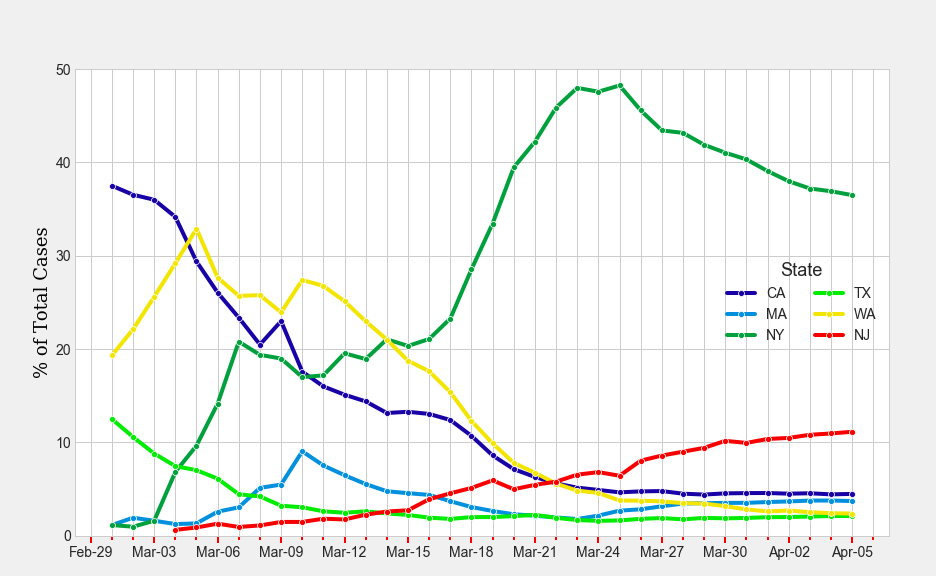 50
40
30
20
10
0
% of Total Cases
State
CA TX
MA WA
NY NJ
Feb-29 Mar-03 Mar-06 Mar-09 Mar-12 Mar-15 Mar-18 Mar-21 Mar-24 Mar-27 Mar-30 Apr-02 Apr-05